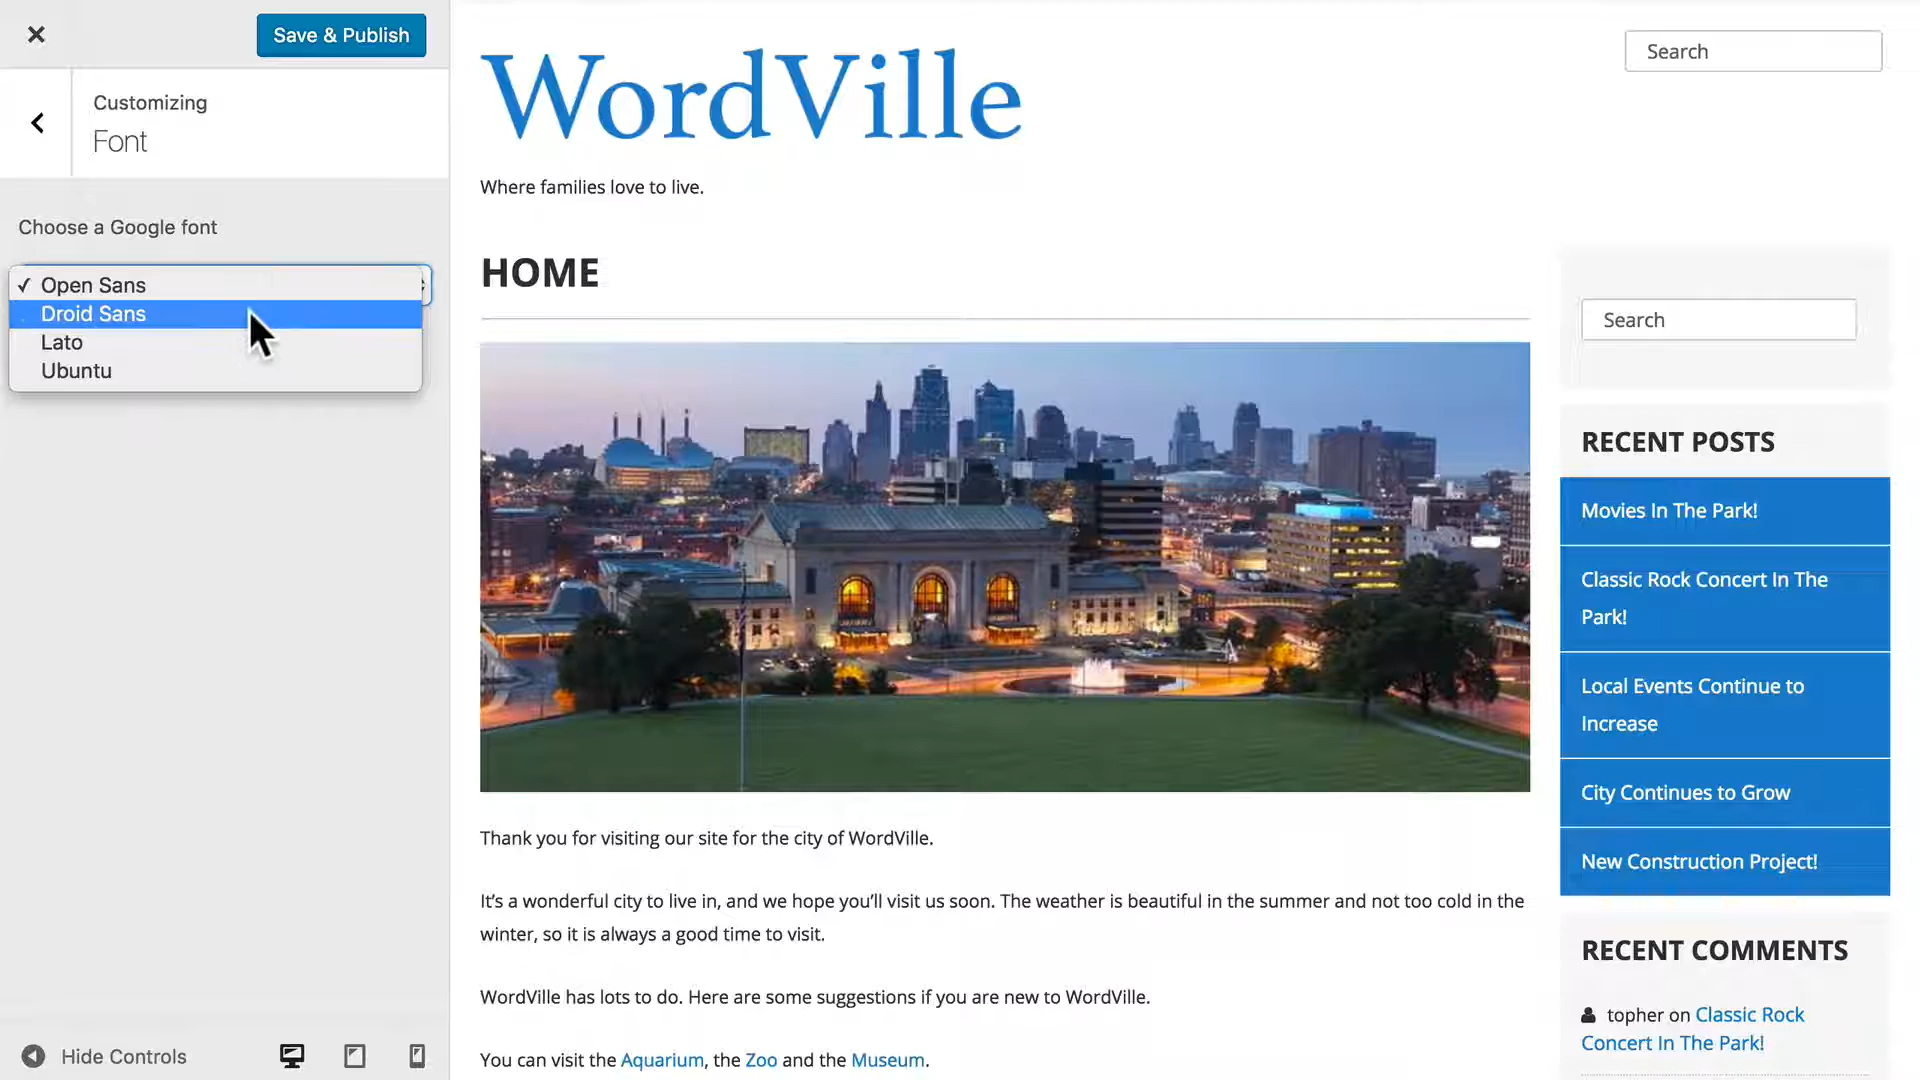 Save & Publish
Customizing
Font
Choose a Google font
✓ Open Sans
Droid Sans
Lato
Ubuntu
Hide Controls
WordVille
Where families love to live.
Search
HOME
Thank you for visiting our site for the city of WordVille.
It’s a wonderful city to live in, and we hope you’ll visit us soon. The weather is beautiful in the summer and not too cold in the
winter, so it is always a good time to visit.
WordVille has lots to do. Here are some suggestions if you are new to WordVille.
You can visit the Aquarium, the Zoo and the Museum.
Search
RECENT POSTS
Movies In The Park!
Classic Rock Concert In The
Park!
Local Events Continue to
Increase
City Continues to Grow
New Construction Project!
RECENT COMMENTS
topher on Classic Rock
Concert In The Park!